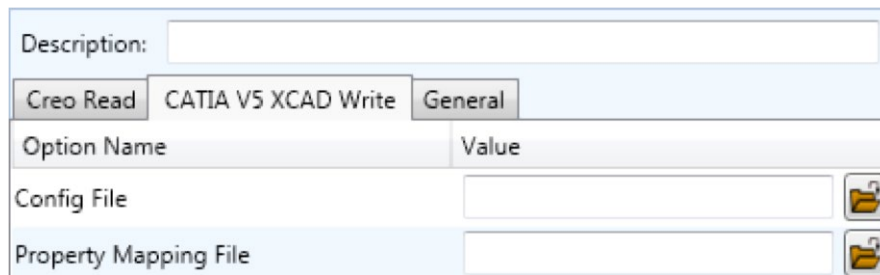 Description:
Creo Read CATIA V5 XCAD Write General
Option Name Value
Config File
Property Mapping File